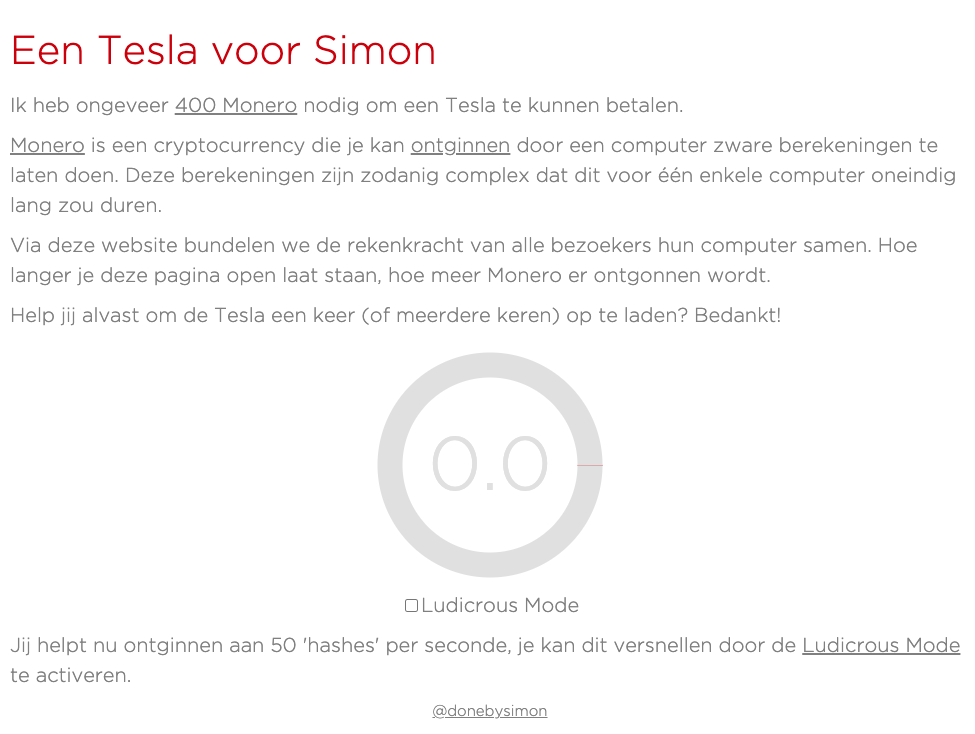 Een Tesla voor Simon
Ik heb ongeveer 400 Monero nodig om een Tesla te kunnen betalen.
Monero is een cryptocurrency die je kan ontginnen door een computer zware berekeningen te
laten doen. Deze berekeningen zijn zodanig complex dat dit voor één enkele computer oneindig
lang zou duren.
Via deze website bundelen we de rekenkracht van alle bezoekers hun computer samen. Hoe
langer je deze pagina open laat staan, hoe meer Monero er ontgonnen wordt.
Help jij alvast om de Tesla een keer (of meerdere keren) op te laden? Bedankt!
0.0
Ludicrous Mode
Jij helpt nu ontginnen aan 50 'hashes' per seconde, je kan dit versnellen door de Ludicrous Mode
te activeren.
@donebysimon